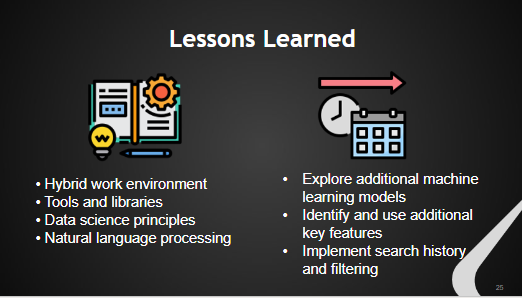 Lessons Learned
• Hybrid work environment
• Tools and libraries
• Data science principles
• Natural language processing
• Explore additional machine
learning models
• Identify and use additional
key features
• Implement search history
and filtering
25